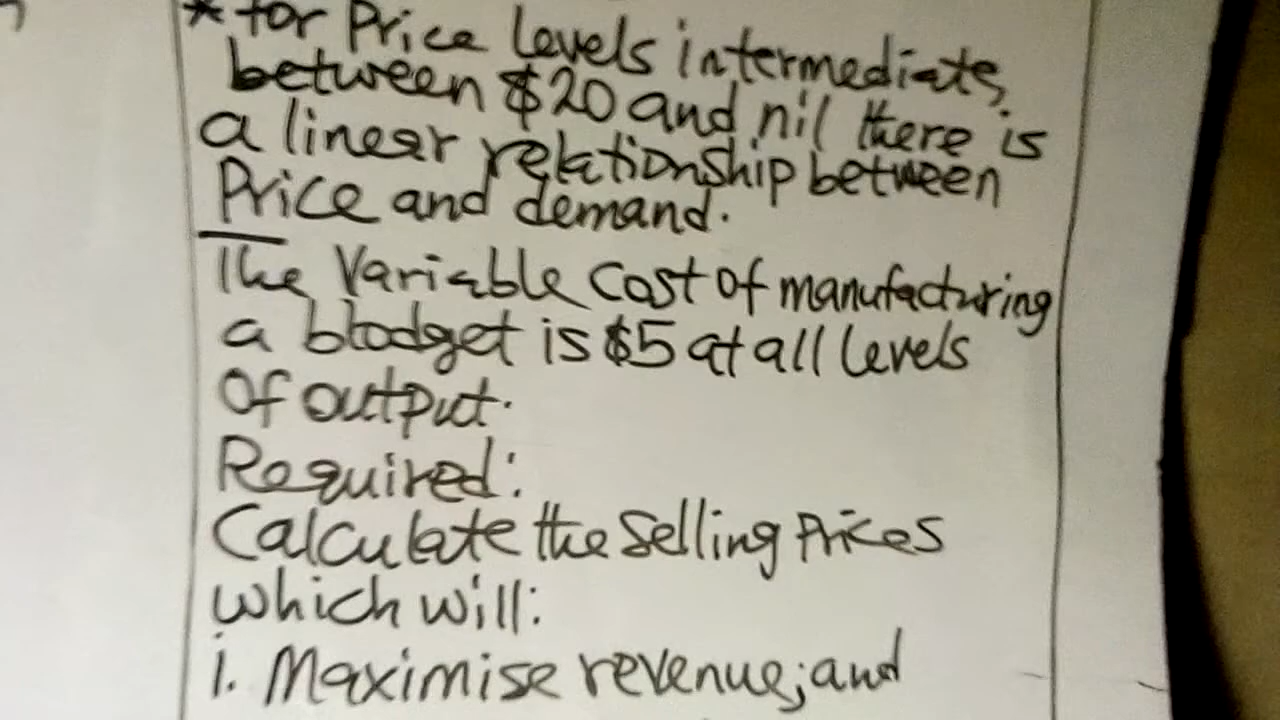 * for Price levels intermediate
between $20 and nil there is
a linear relationship between
Price and demand.
The Variable Cost of manufacturing
a blodget is $5 at all levels
Of output.
Required:
Calculate the Selling Prices
which will:
i. Maximise revenue; and